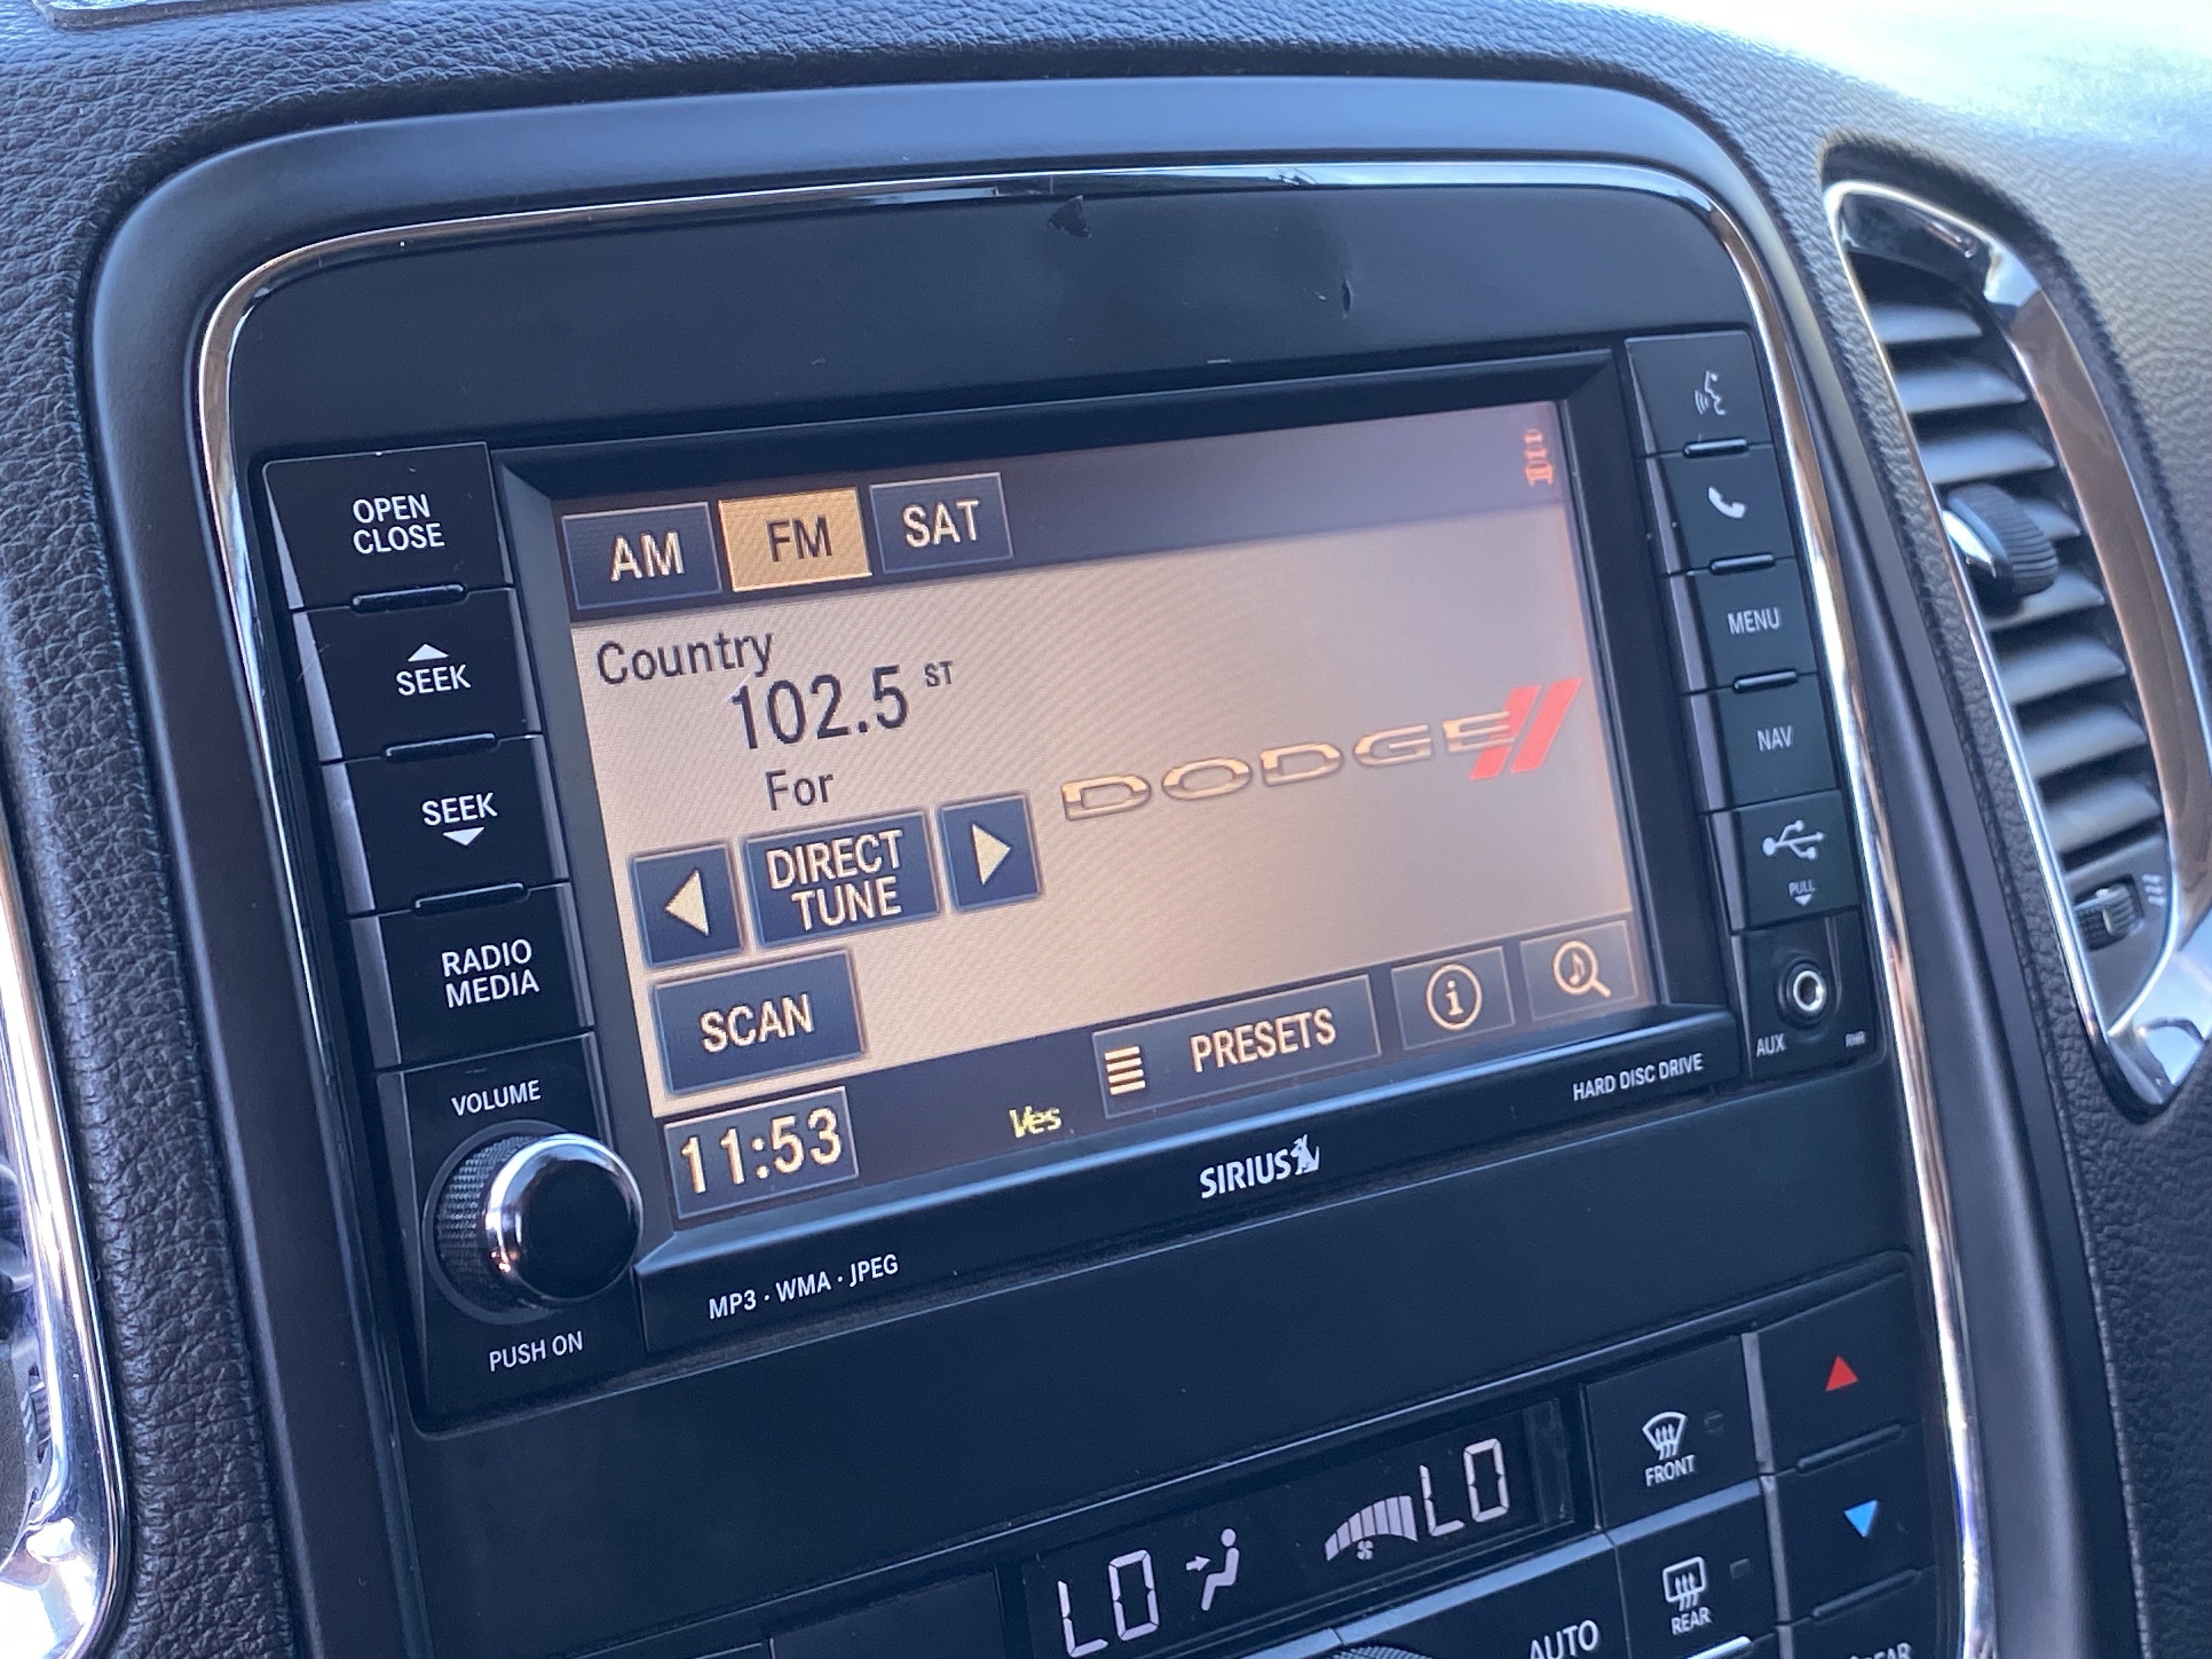 OPEN
CLOSE
SEEK
SEEK
RADIO
MEDIA
VOLUME
PUSH ON
AM
FM
SAT
Country
102.5 ST
For
DODGE
DIRECT
TUNE
SCAN
PRESETS
i
11:53
Ves
SIRIUS
HARD DISC DRIVE
MP3 · WMA · JPEG
MENU
NAV
PULL
AUX
LO
LO
FRONT
REAR
AUTO
REAR